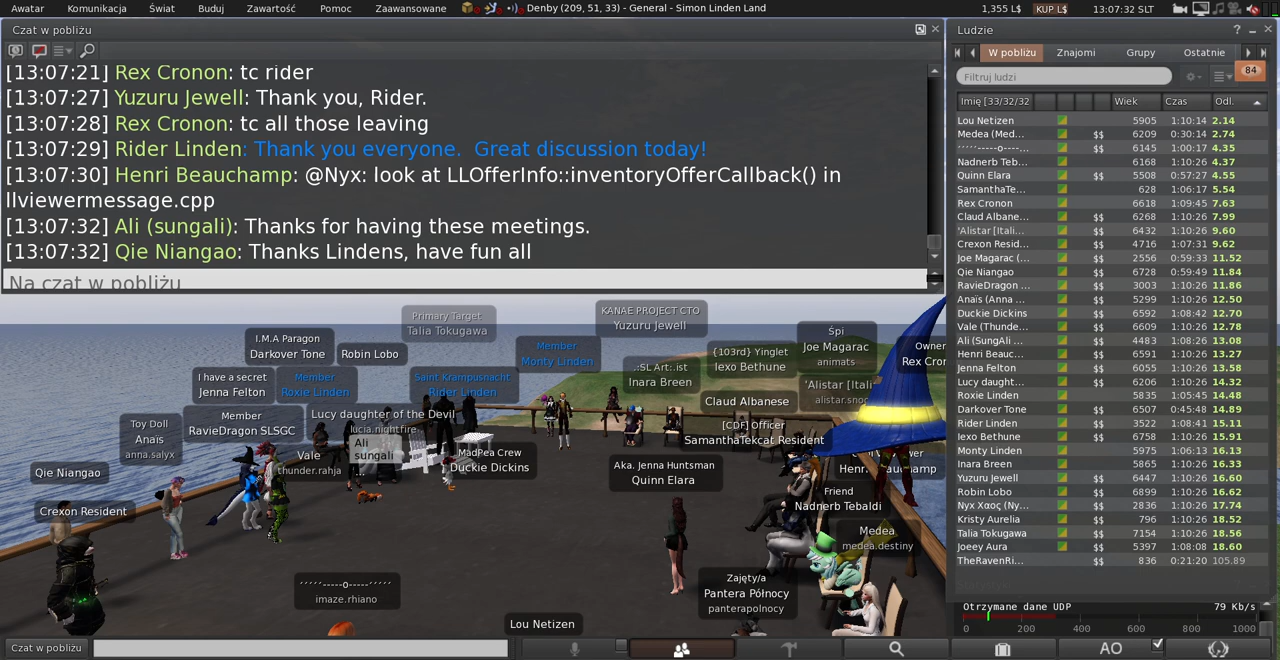 Awatar Komunikacja Świat Buduj Zawartość Pomoc Zaawansowane Denby (209, 51, 33) - General - Simon Linden Land 1,355 L$ KUP L$ 13:07:32 SLT
Czat w pobliżu
[13:07:21] Rex Cronon: tc rider
[13:07:27] Yuzuru Jewell: Thank you, Rider.
[13:07:28] Rex Cronon: tc all those leaving
[13:07:29] Rider Linden: Thank you everyone.  Great discussion today!
[13:07:30] Henri Beauchamp: @Nyx: look at LLOfferInfo::inventoryOfferCallback() in
llviewermessage.cpp
[13:07:32] Ali (sungali): Thanks for having these meetings.
[13:07:32] Qie Niangao: Thanks Lindens, have fun all
Na czat w pobliżu
Primary Target
Talia Tokugawa
KANAE PROJECT CTO
Yuzuru Jewell
I.M.A Paragon
Darkover Tone
Robin Lobo
Member
Monty Linden
Śpi
Joe Magarac
animats
Owner
Rex Cron
{103rd} Yinglet
Iexo Bethune
.:SL Art:.ist
Inara Breen
I have a secret
Jenna Felton
Member
Roxie Linden
Saint Krampusnacht
Rider Linden
'Alistar [Itali
alistar.snoo
Claud Albanese
Member
RavieDragon SLSGC
Lucy daughter of the Devil
lucia.nightfire
Toy Doll
Anaïs
anna.salyx
[CDF] Officer
SamanthaTekcat Resident
Ali
sungali
Vale
thunder.rahja
MadPea Crew
Duckie Dickins
Henr
Aka. Jenna Huntsman
Quinn Elara
Qie Niangao
Friend
Nadnerb Tebaldi
Crexon Resident
Medea
medea.destiny
′′′′′-----o-----′′′′′
imaze.rhiano
Zajęty/a
Pantera Północy
panterapolnocy
Lou Netizen
Czat w pobliżu
Ludzie
W pobliżu Znajomi Grupy Ostatnie
Filtruj ludzi
84
Imię [33/32/32 Wiek Czas Odl.
Lou Netizen 5905 1:10:14 2.14
Medea (Med... $$ 6209 0:30:14 2.74
′′′′′-----o----... $$ 6145 1:00:17 4.35
Nadnerb Teb... 6168 1:10:26 4.37
Quinn Elara $$ 5508 0:57:27 4.55
SamanthaTe... 628 1:06:17 5.54
Rex Cronon 6618 1:09:45 7.63
Claud Albane... $$ 6268 1:10:26 7.99
'Alistar [Itali... $$ 6432 1:10:26 9.60
Crexon Resid... $$ 4716 1:07:31 9.62
Joe Magarac (... $$ 2556 0:59:33 11.52
Qie Niangao $$ 6728 0:59:49 11.84
RavieDragon ... $$ 3003 1:10:26 11.86
Anaïs (Anna ... $$ 5299 1:10:26 12.50
Duckie Dickins $$ 6592 1:08:42 12.70
Vale (Thunde... $$ 6609 1:10:26 12.78
Ali (SungAli ... $$ 4483 1:08:26 13.08
Henri Beauc... $$ 6591 1:10:26 13.27
Jenna Felton $$ 6055 1:10:26 13.58
Lucy daught... $$ 6206 1:10:26 14.32
Roxie Linden $$ 5835 1:05:45 14.48
Darkover Tone $$ 6507 0:45:48 14.89
Rider Linden $$ 3522 1:08:41 15.11
Iexo Bethune $$ 6758 1:10:26 15.91
Monty Linden $$ 5975 1:06:13 16.13
Inara Breen 5865 1:10:26 16.33
Yuzuru Jewell $$ 6447 1:10:26 16.60
Robin Lobo $$ 6899 1:10:26 16.62
Nyx Χαος (Ny... $$ 2836 1:10:26 17.74
Kristy Aurelia $$ 796 1:10:26 18.52
Talia Tokugawa $$ 7154 1:10:26 18.56
Joeey Aura $$ 5397 1:08:08 18.60
TheRavenRi... $$ 836 0:21:20 105.89
Otrzymane dane UDP 79 Kb/s
0 200 400 600 800 1000
AO